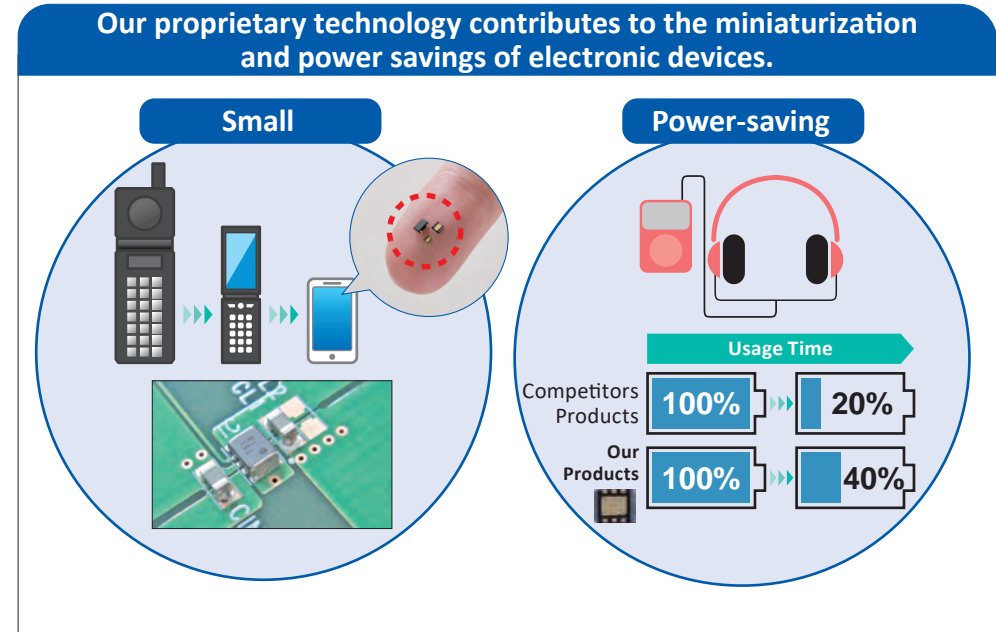 Our proprietary technology contributes to the miniaturization
and power savings of electronic devices.
Small
Power-saving
Usage Time
Competitors
Products
100%
20%
Our
Products
100%
40%